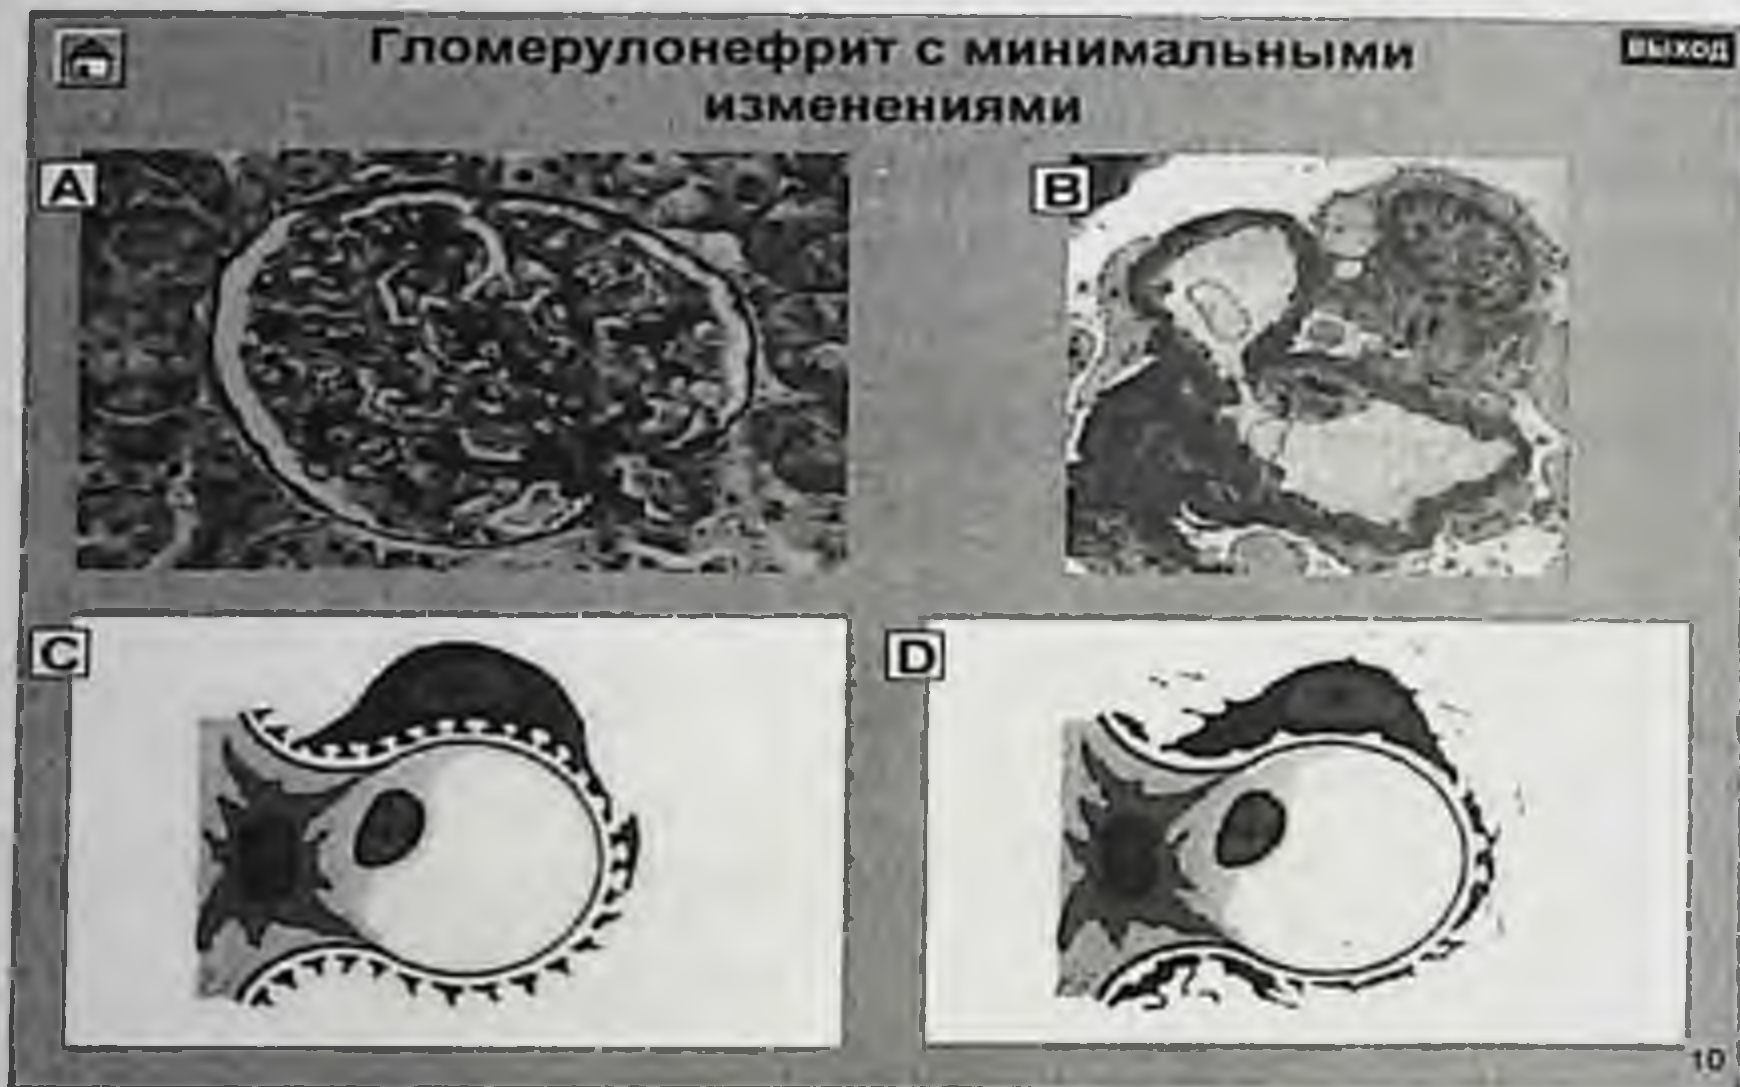 Гломерулонефрит с минимальными
изменениями
ВЫХОД
A
B
C
D
10